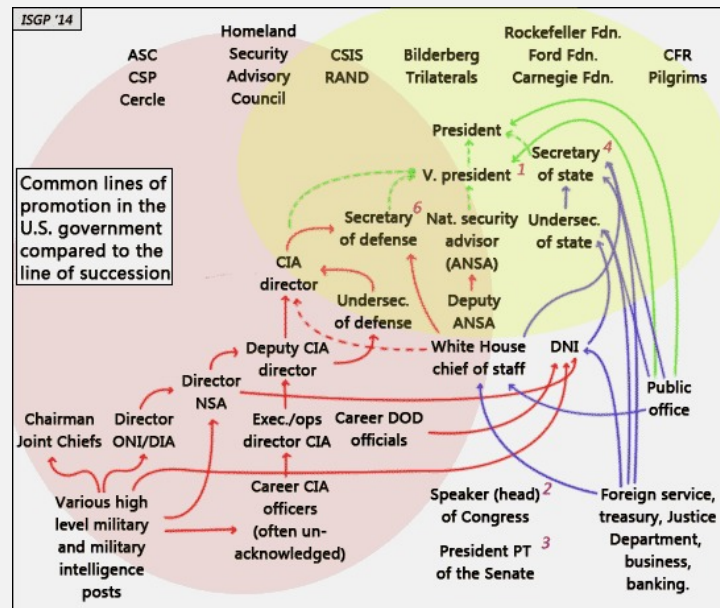 ISGP '14
ASC
CSP
Cercle
Homeland
Security
Advisory
Council
CSIS
RAND
Bilderberg
Trilaterals
Rockefeller Fdn.
Ford Fdn.
Carnegie Fdn.
CFR
Pilgrims
Common lines of
promotion in the
U.S. government
compared to the
line of succession
President
V. president 1
Secretary 4
of state
Secretary 6
of defense
Nat. security
advisor
(ANSA)
Undersec.
of state
CIA
director
Undersec.
of defense
Deputy
ANSA
Deputy CIA
director
White House
chief of staff
DNI
Director
NSA
Public
office
Chairman
Joint Chiefs
Director
ONI/DIA
Exec./ops
director CIA
Career DOD
officials
Various high
level military
and military
intelligence
posts
Career CIA
officers
(often un-
acknowledged)
Speaker (head) 2
of Congress
President PT 3
of the Senate
Foreign service,
treasury, Justice
Department,
business,
banking.